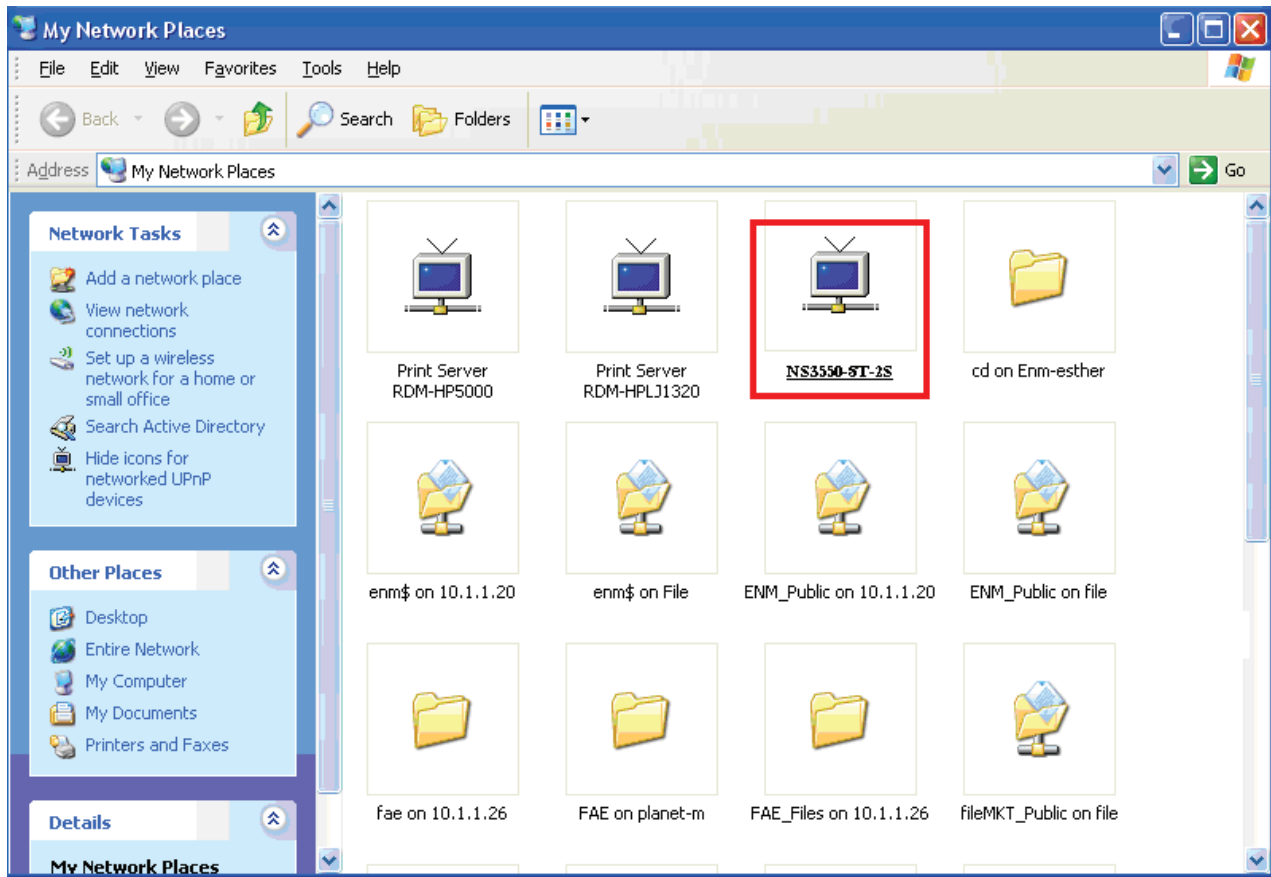 My Network Places
File Edit View Favorites Tools Help
Back Search Folders
Address My Network Places Go
Network Tasks
Add a network place
View network
connections
Set up a wireless
network for a home or
small office
Search Active Directory
Hide icons for
networked UPnP
devices
Other Places
Desktop
Entire Network
My Computer
My Documents
Printers and Faxes
Details
My Network Places
Print Server
RDM-HP5000
Print Server
RDM-HPLJ1320
NS3550-8T-2S
cd on Enm-esther
enm$ on 10.1.1.20
enm$ on File
ENM_Public on 10.1.1.20
ENM_Public on file
fae on 10.1.1.26
FAE on planet-m
FAE_Files on 10.1.1.26
fileMKT_Public on file